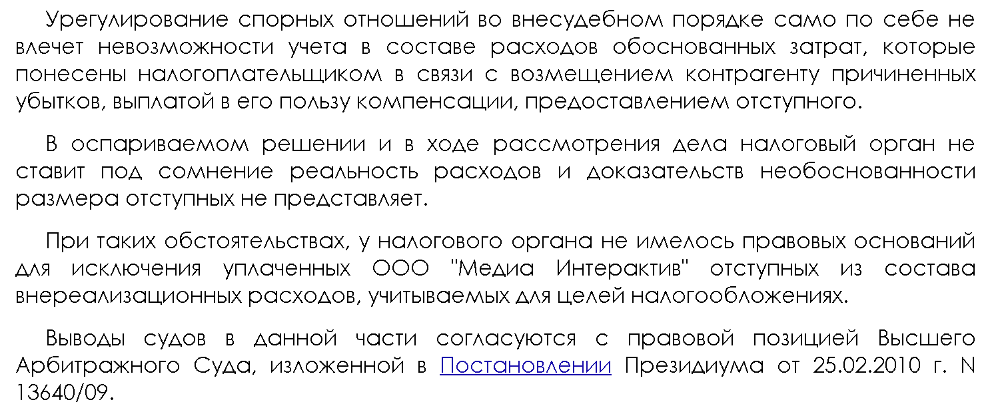 Урегулирование спорных отношений во внесудебном порядке само по себе не
влечет невозможности учета в составе расходов обоснованных затрат, которые
понесены налогоплательщиком в связи с возмещением контрагенту причиненных
убытков, выплатой в его пользу компенсации, предоставлением отступного.
В оспариваемом решении и в ходе рассмотрения дела налоговый орган не
ставит под сомнение реальность расходов и доказательств необоснованности
размера отступных не представляет.
При таких обстоятельствах, у налогового органа не имелось правовых оснований
для исключения уплаченных ООО "Медиа Интерактив" отступных из состава
внереализационных расходов, учитываемых для целей налогообложениях.
Выводы судов в данной части согласуются с правовой позицией Высшего
Арбитражного Суда, изложенной в Постановлении Президиума от 25.02.2010 г. N
13640/09.